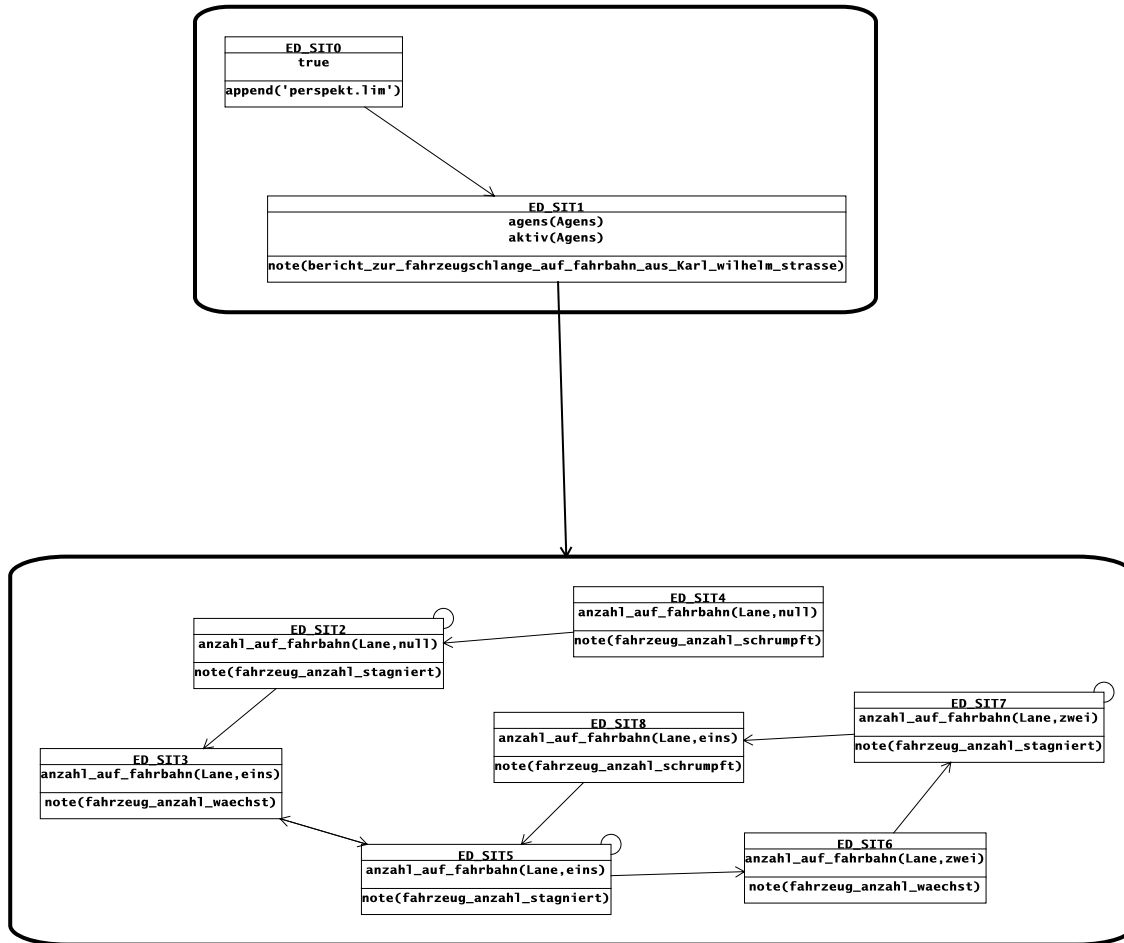 ED_SIT0
true
append('perspekt.lim')
ED_SIT1
agens(Agens)
aktiv(Agens)
note(bericht_zur_fahrzeugschlange_auf_fahrbahn_aus_Karl_wilhelm_strasse)
ED_SIT4
anzahl_auf_fahrbahn(Lane,null)
note(fahrzeug_anzahl_schrumpft)
ED_SIT2
anzahl_auf_fahrbahn(Lane,null)
note(fahrzeug_anzahl_stagniert)
ED_SIT7
anzahl_auf_fahrbahn(Lane,zwei)
note(fahrzeug_anzahl_stagniert)
ED_SIT8
anzahl_auf_fahrbahn(Lane,eins)
note(fahrzeug_anzahl_schrumpft)
ED_SIT3
anzahl_auf_fahrbahn(Lane,eins)
note(fahrzeug_anzahl_waechst)
ED_SIT6
anzahl_auf_fahrbahn(Lane,zwei)
note(fahrzeug_anzahl_waechst)
ED_SIT5
anzahl_auf_fahrbahn(Lane,eins)
note(fahrzeug_anzahl_stagniert)